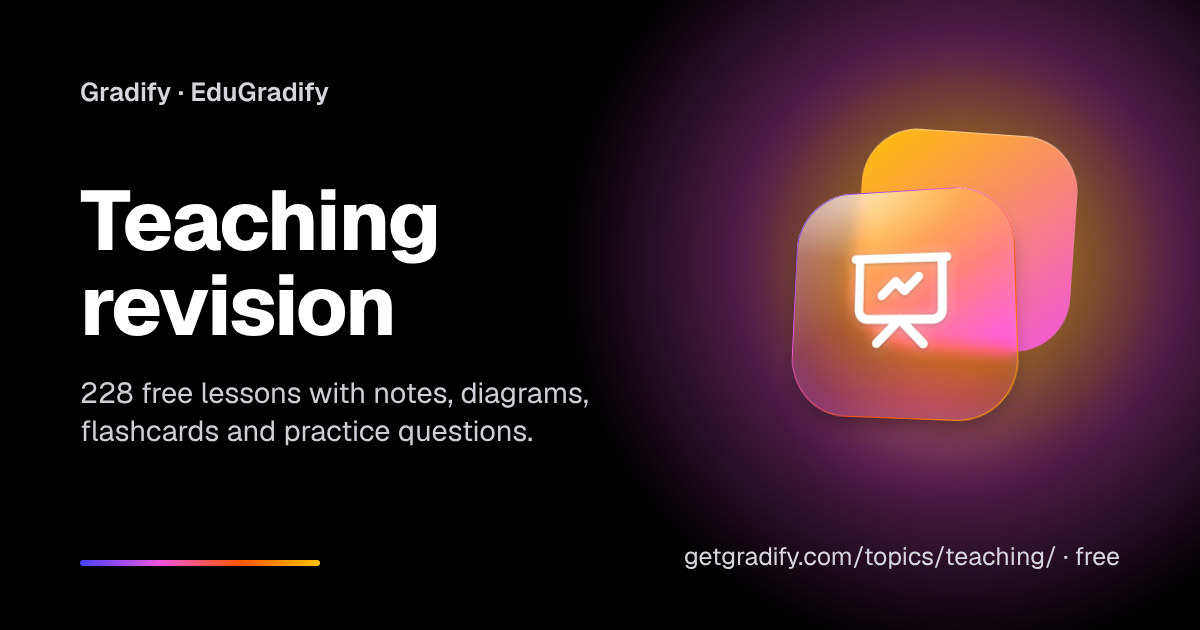 Gradify · EduGradify
Teaching
revision
228 free lessons with notes, diagrams,
flashcards and practice questions.
getgradify.com/topics/teaching/ · free